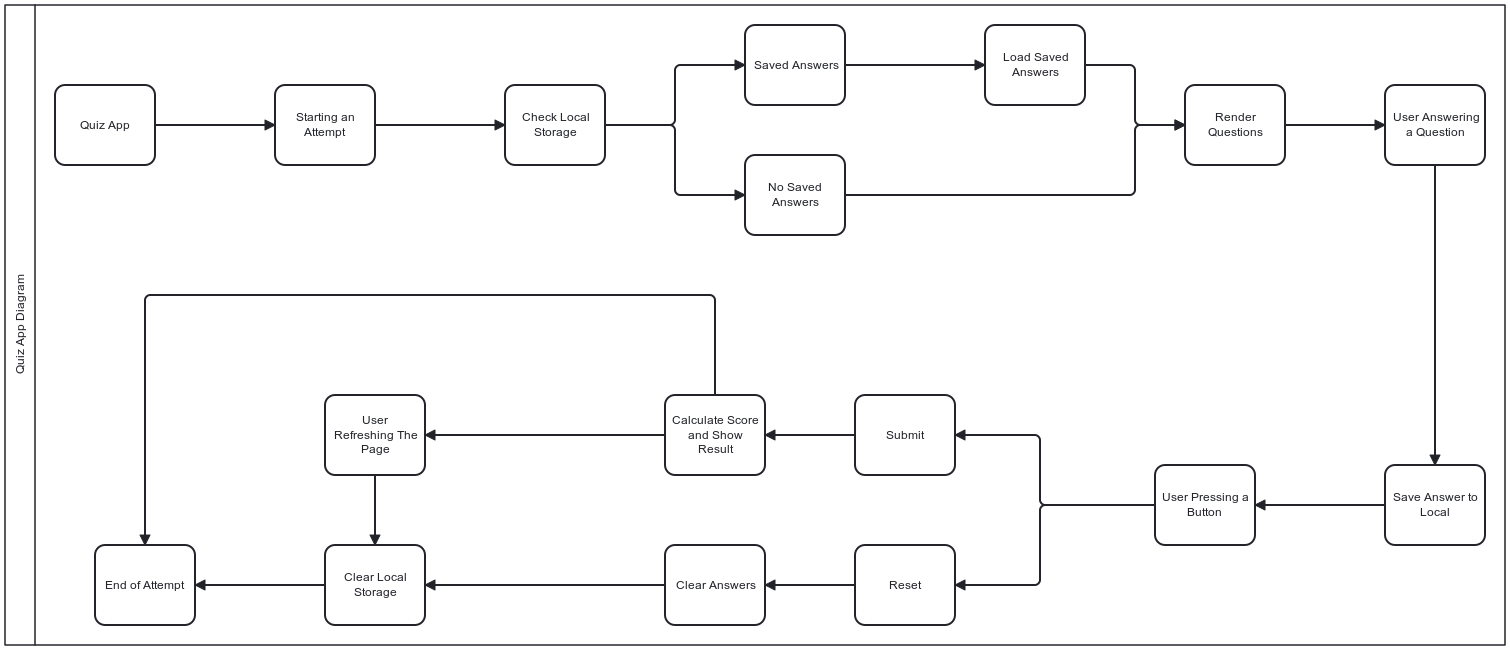 Quiz App Diagram
Quiz App
Starting an
Attempt
Check Local
Storage
Saved Answers
Load Saved
Answers
No Saved
Answers
Render
Questions
User Answering
a Question
User
Refreshing The
Page
Calculate Score
and Show
Result
Submit
User Pressing a
Button
Save Answer to
Local
End of Attempt
Clear Local
Storage
Clear Answers
Reset